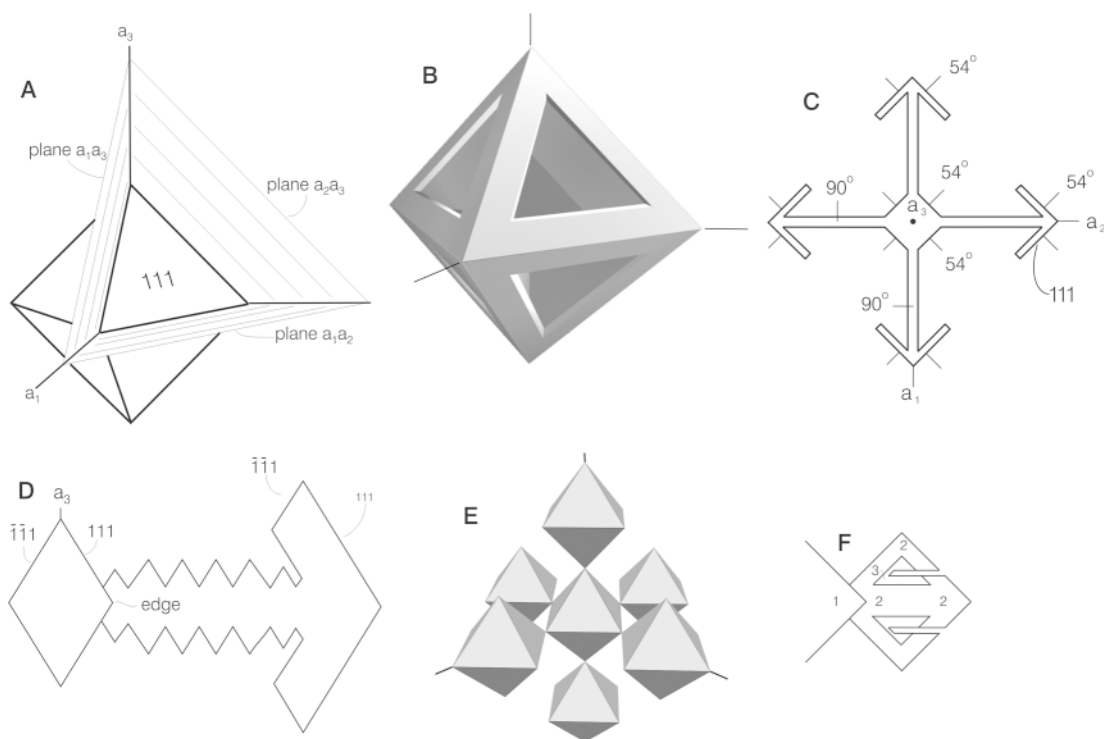 A
a₃
plane a₁a₃
plane a₂a₃
111
plane a₁a₂
a₁
B
C
54°
90°
54°
54°
a₃
a₂
54°
111
90°
a₁
D
a₃
1̅1̅1
111
1̅1̅1
111
edge
E
F
2
3
1
2
2